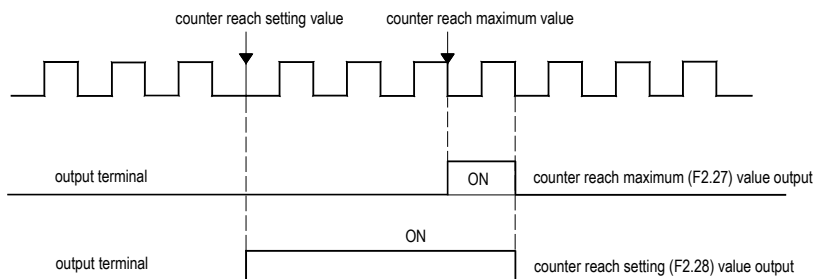 counter reach setting value
counter reach maximum value
output terminal
ON
counter reach maximum (F2.27) value output
ON
output terminal
counter reach setting (F2.28) value output